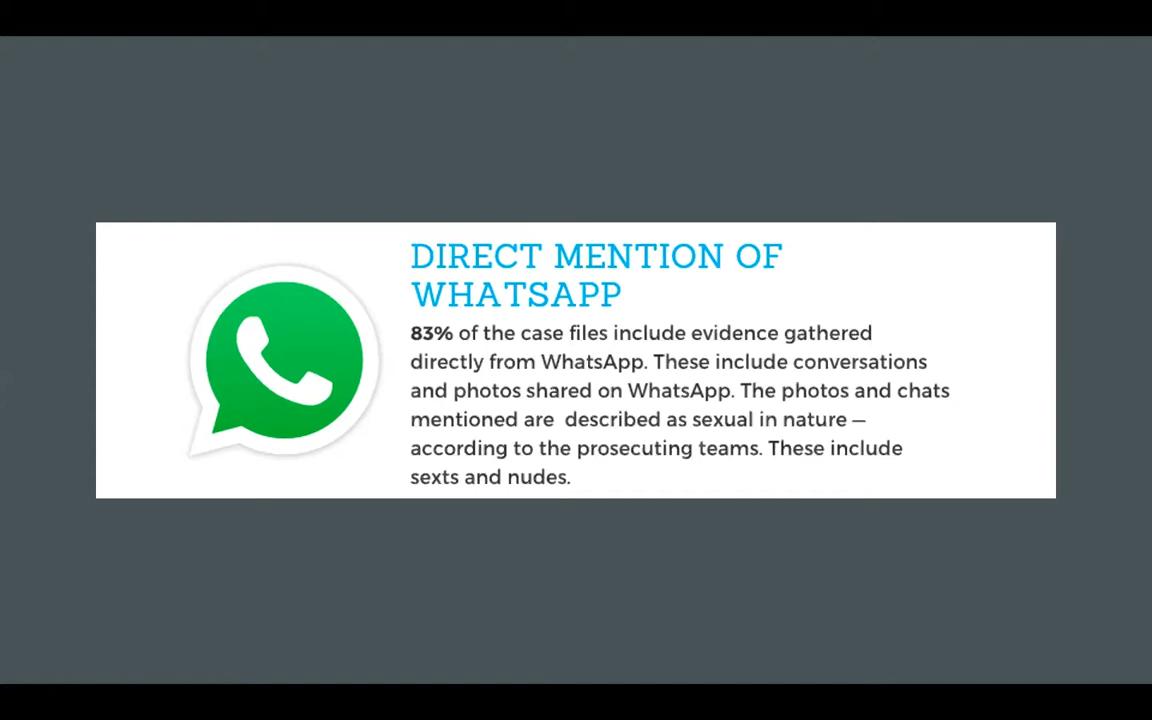 DIRECT MENTION OF
WHATSAPP
83% of the case files include evidence gathered
directly from WhatsApp. These include conversations
and photos shared on WhatsApp. The photos and chats
mentioned are  described as sexual in nature —
according to the prosecuting teams. These include
sexts and nudes.